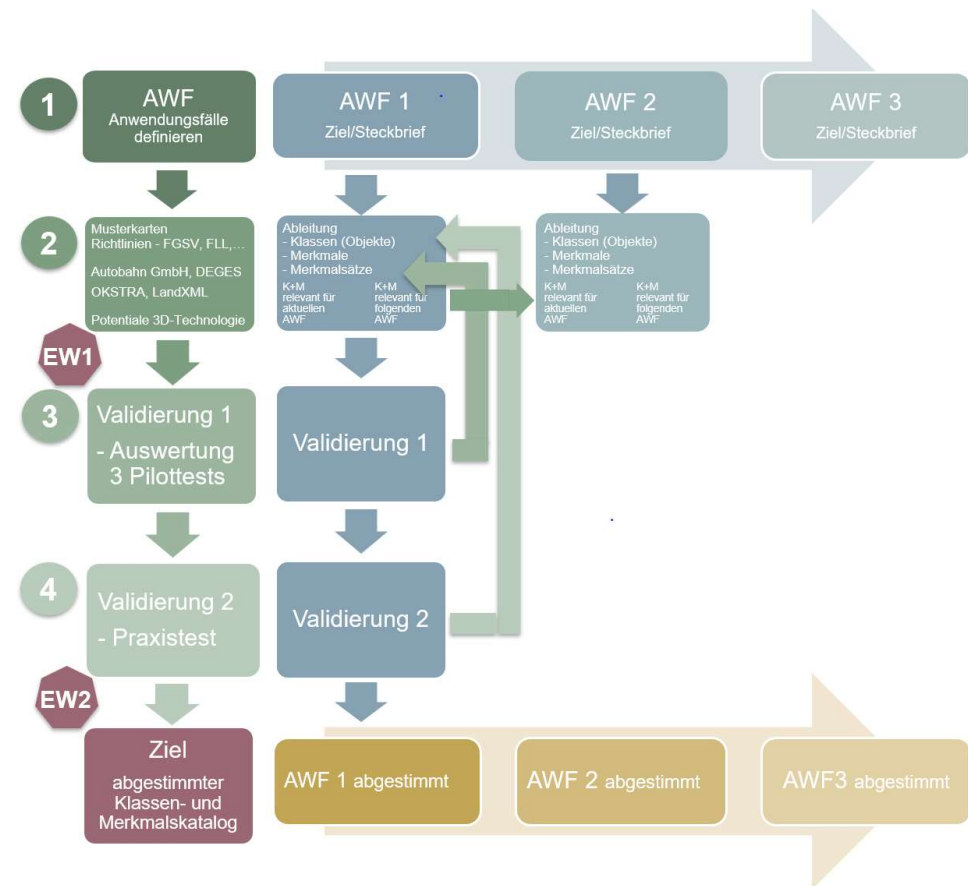 1
AWF
Anwendungsfälle
definieren
AWF 1
Ziel/Steckbrief
AWF 2
Ziel/Steckbrief
AWF 3
Ziel/Steckbrief
2
Musterkarten
Richtlinien - FGSV, FLL,...
Autobahn GmbH, DEGES
OKSTRA, LandXML
Potentiale 3D-Technologie
Ableitung
- Klassen (Objekte)
- Merkmale
- Merkmalsätze
K+M
relevant für
aktuellen
AWF
K+M
relevant für
folgenden
AWF
Ableitung
- Klassen (Objekte)
- Merkmale
- Merkmalsätze
K+M
relevant für
aktuellen
AWF
K+M
relevant für
folgenden
AWF
EW1
3
Validierung 1
- Auswertung
3 Pilottests
Validierung 1
4
Validierung 2
- Praxistest
Validierung 2
EW2
Ziel
abgestimmter
Klassen- und
Merkmalskatalog
AWF 1 abgestimmt
AWF 2 abgestimmt
AWF3 abgestimmt